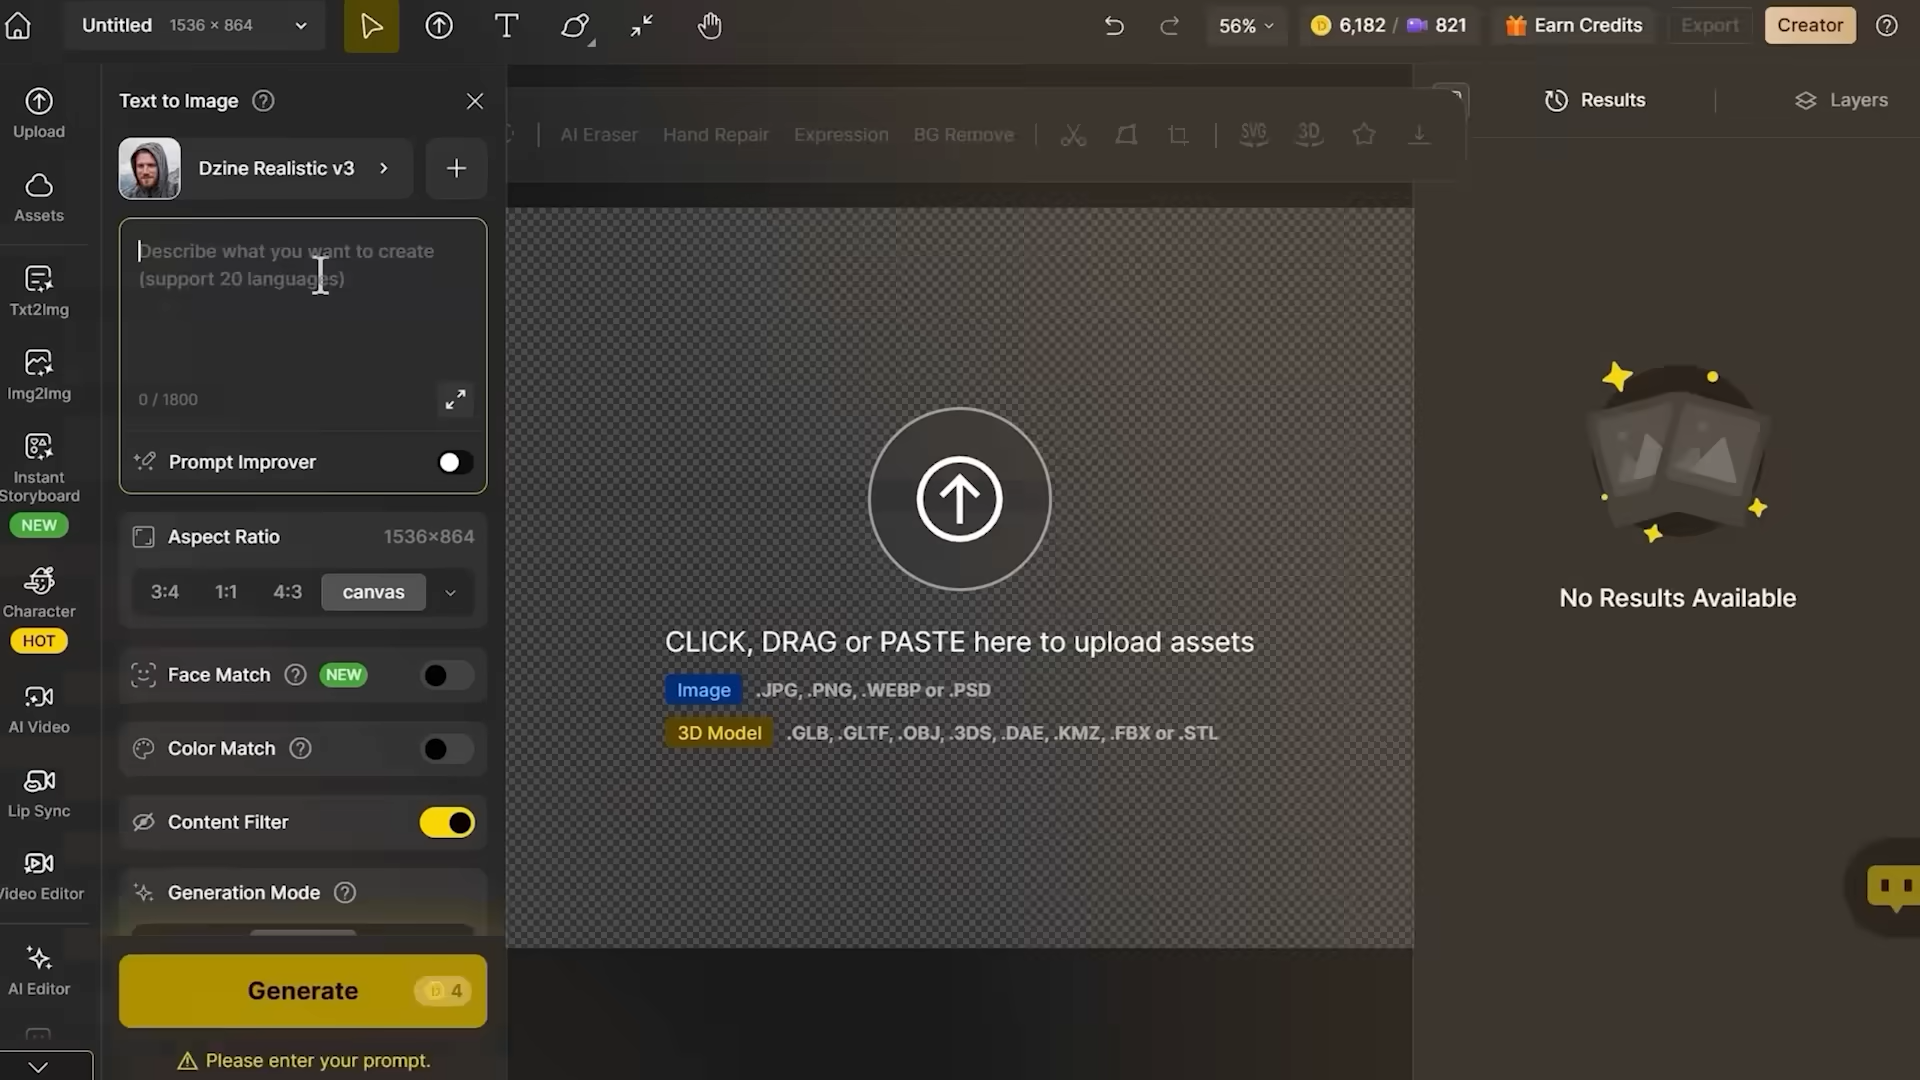 Untitled 1536 × 864
56%
6,182 / 821
Earn Credits
Export
Creator
Upload
Assets
Txt2Img
Img2Img
Instant
Storyboard
NEW
Character
HOT
AI Video
Lip Sync
Video Editor
AI Editor
Text to Image
Dzine Realistic v3
Describe what you want to create
(support 20 languages)
0 / 1800
Prompt Improver
Aspect Ratio 1536×864
3:4 1:1 4:3 canvas
Face Match NEW
Color Match
Content Filter
Generation Mode
Generate 4
Please enter your prompt.
AI Eraser Hand Repair Expression BG Remove SVG 3D
CLICK, DRAG or PASTE here to upload assets
Image .JPG, .PNG, .WEBP or .PSD
3D Model .GLB, .GLTF, .OBJ, .3DS, .DAE, .KMZ, .FBX or .STL
Results Layers
No Results Available